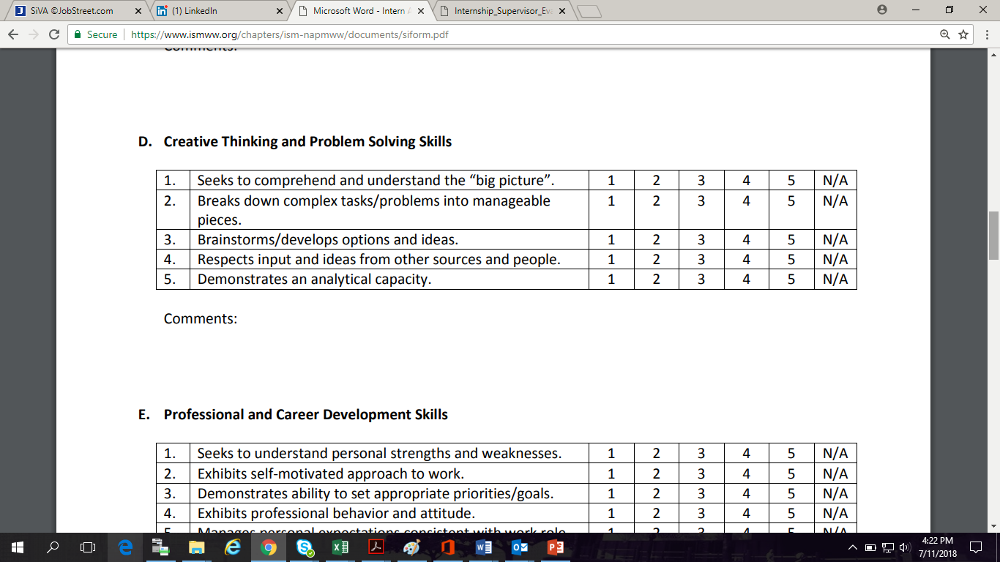 SiVA ©JobStreet.com
(1) LinkedIn
Microsoft Word - Intern A
Internship_Supervisor_Eva
Secure https://www.ismww.org/chapters/ism-napmww/documents/siform.pdf
Comments:
D. Creative Thinking and Problem Solving Skills
1. Seeks to comprehend and understand the “big picture”. 1 2 3 4 5 N/A
2. Breaks down complex tasks/problems into manageable 1 2 3 4 5 N/A
pieces.
3. Brainstorms/develops options and ideas. 1 2 3 4 5 N/A
4. Respects input and ideas from other sources and people. 1 2 3 4 5 N/A
5. Demonstrates an analytical capacity. 1 2 3 4 5 N/A
Comments:
E. Professional and Career Development Skills
1. Seeks to understand personal strengths and weaknesses. 1 2 3 4 5 N/A
2. Exhibits self-motivated approach to work. 1 2 3 4 5 N/A
3. Demonstrates ability to set appropriate priorities/goals. 1 2 3 4 5 N/A
4. Exhibits professional behavior and attitude. 1 2 3 4 5 N/A
5. Manages personal expectations consistent with work role 1 2 3 4 5 N/A
4:22 PM
7/11/2018